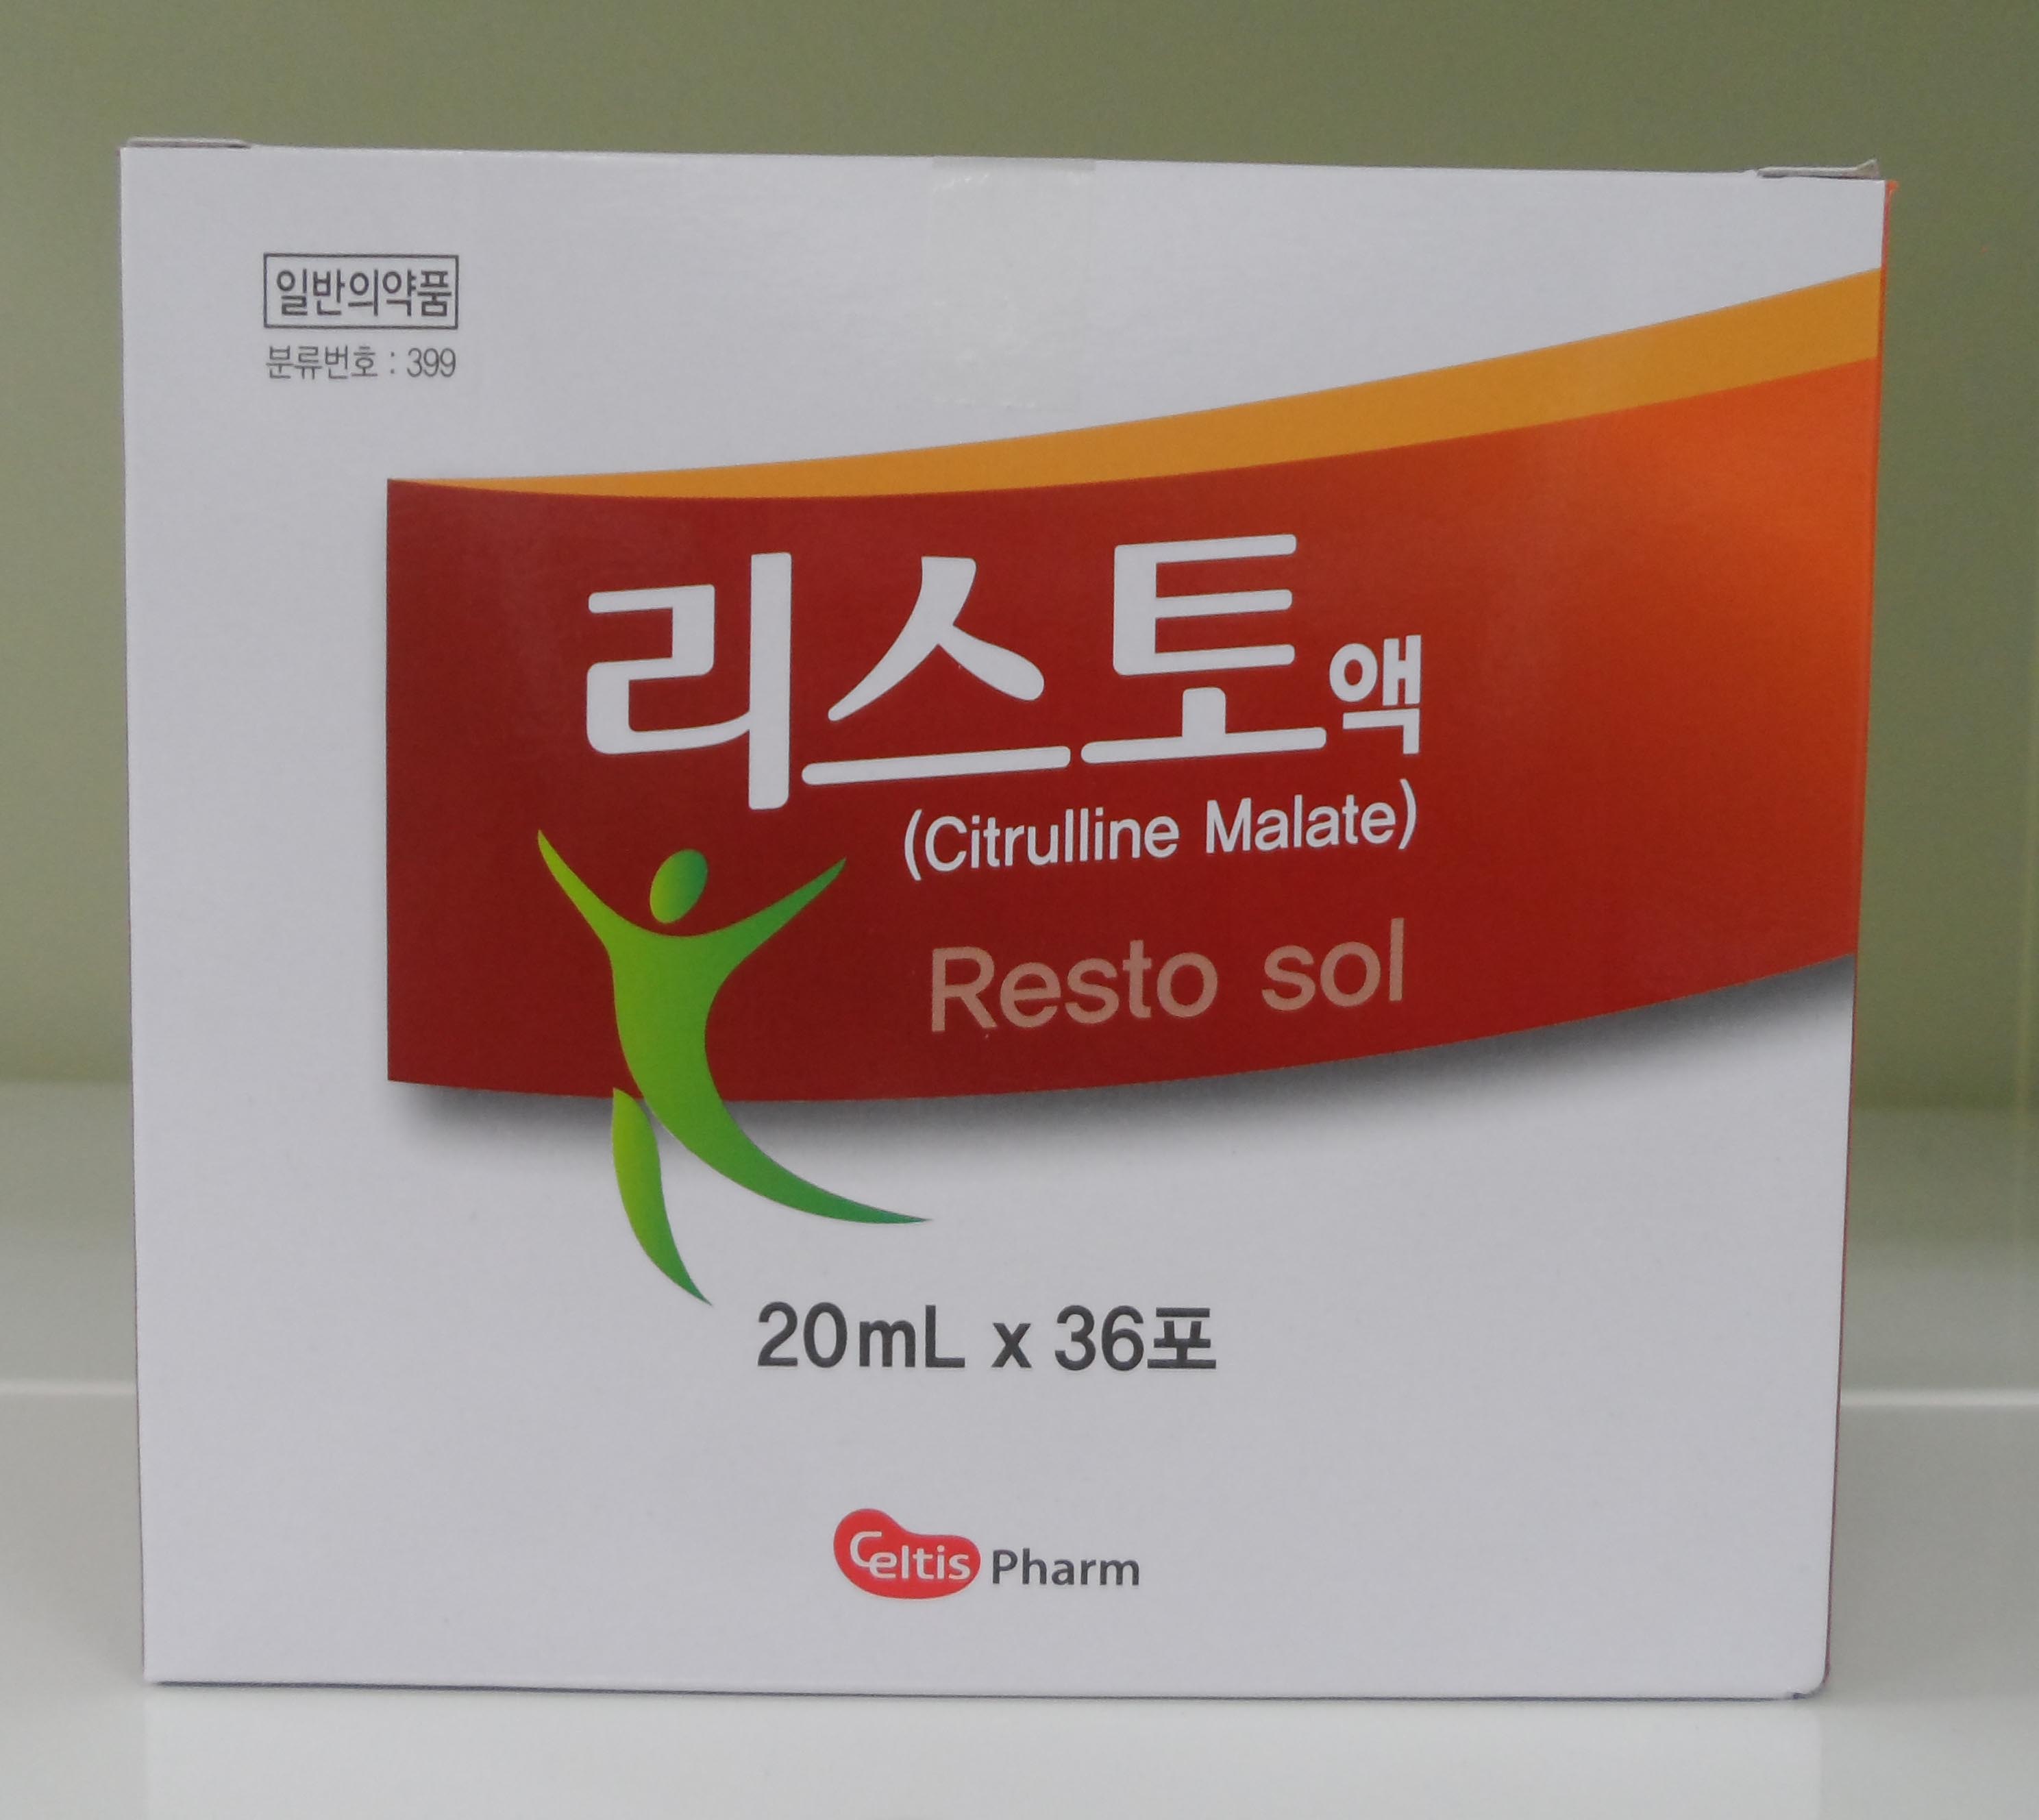 일반의약품
분류번호 : 399
리스토액
(Citrulline Malate)
Resto sol
20mL x 36포
Celtis Pharm